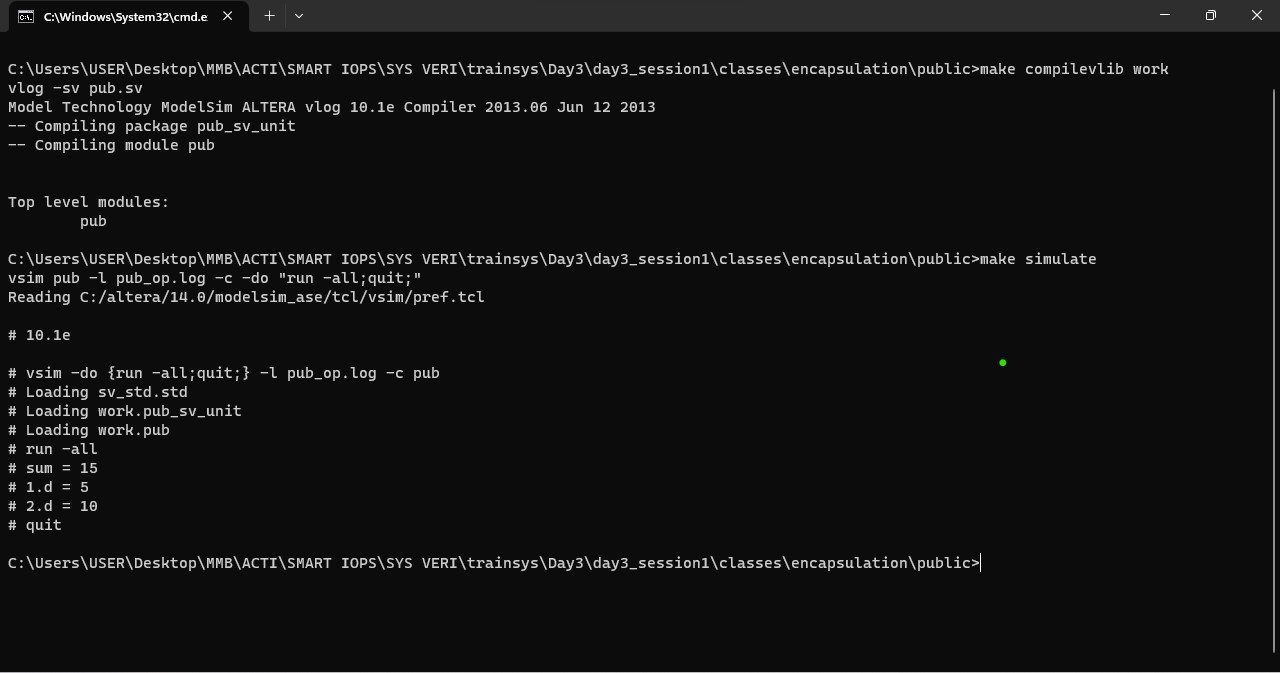 C:\Windows\System32\cmd.e
C:\Users\USER\Desktop\MMB\ACTI\SMART IOPS\SYS VERI\trainsys\Day3\day3_session1\classes\encapsulation\public>make compilevlib work
vlog -sv pub.sv
Model Technology ModelSim ALTERA vlog 10.1e Compiler 2013.06 Jun 12 2013
-- Compiling package pub_sv_unit
-- Compiling module pub
Top level modules:
pub
C:\Users\USER\Desktop\MMB\ACTI\SMART IOPS\SYS VERI\trainsys\Day3\day3_session1\classes\encapsulation\public>make simulate
vsim pub -l pub_op.log -c -do "run -all;quit;"
Reading C:/altera/14.0/modelsim_ase/tcl/vsim/pref.tcl
# 10.1e
# vsim -do {run -all;quit;} -l pub_op.log -c pub
# Loading sv_std.std
# Loading work.pub_sv_unit
# Loading work.pub
# run -all
# sum = 15
# 1.d = 5
# 2.d = 10
# quit
C:\Users\USER\Desktop\MMB\ACTI\SMART IOPS\SYS VERI\trainsys\Day3\day3_session1\classes\encapsulation\public>